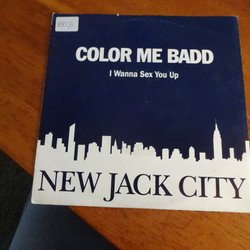 COLOR ME BADD
I Wanna Sex You Up
NEW JACK CITY